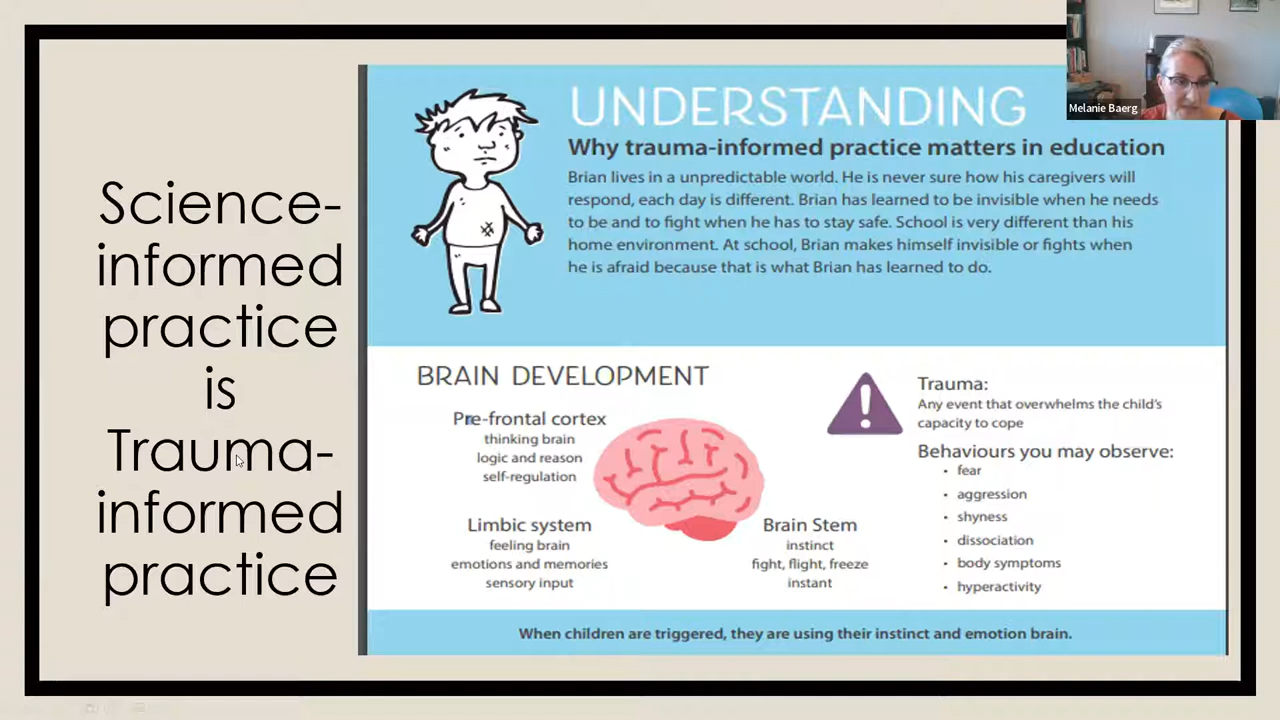 Science-
informed
practice
is
Trauma-
informed
practice
UNDERSTANDING
Why trauma-informed practice matters in education
Brian lives in a unpredictable world. He is never sure how his caregivers will
respond, each day is different. Brian has learned to be invisible when he needs
to be and to fight when he has to stay safe. School is very different than his
home environment. At school, Brian makes himself invisible or fights when
he is afraid because that is what Brian has learned to do.
BRAIN DEVELOPMENT
Pre-frontal cortex
thinking brain
logic and reason
self-regulation
Limbic system
feeling brain
emotions and memories
sensory input
Brain Stem
instinct
fight, flight, freeze
instant
Trauma:
Any event that overwhelms the child's
capacity to cope
Behaviours you may observe:
• fear
• aggression
• shyness
• dissociation
• body symptoms
• hyperactivity
When children are triggered, they are using their instinct and emotion brain.
Melanie Baerg